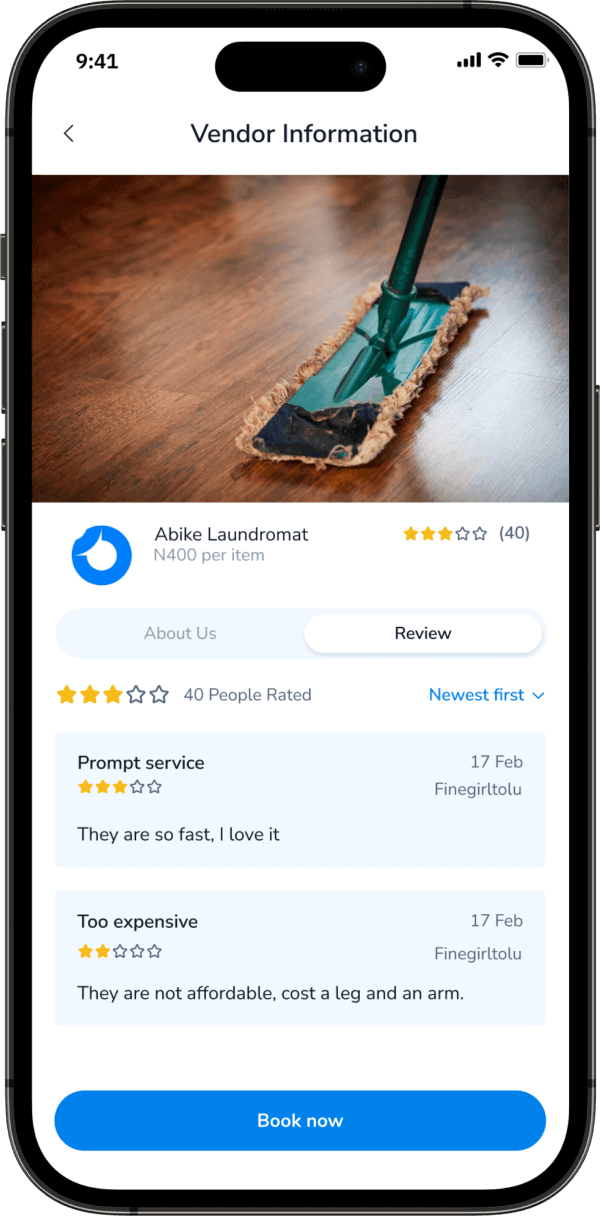 9:41
Vendor Information
Abike Laundromat
(40)
N400 per item
About Us
Review
40 People Rated
Newest first
Prompt service
17 Feb
Finegirltolu
They are so fast, I love it
Too expensive
17 Feb
Finegirltolu
They are not affordable, cost a leg and an arm.
Book now